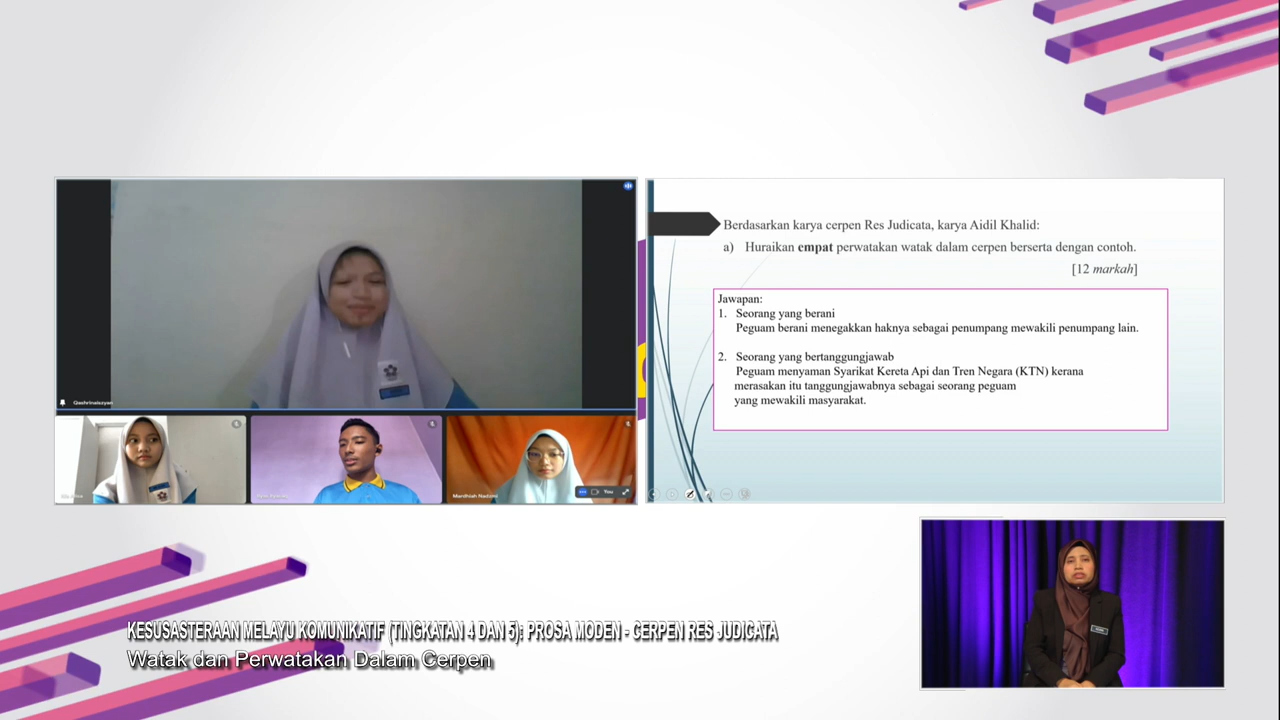 Berdasarkan karya cerpen Res Judicata, karya Aidil Khalid:
a) Huraikan empat perwatakan watak dalam cerpen berserta dengan contoh.
[12 markah]
Jawapan:
1. Seorang yang berani
Peguam berani menegakkan haknya sebagai penumpang mewakili penumpang lain.
2. Seorang yang bertanggungjawab
Peguam menyaman Syarikat Kereta Api dan Tren Negara (KTN) kerana
merasakan itu tanggungjawabnya sebagai seorang peguam
yang mewakili masyarakat.
Mardhiah Nadzmi
You
KESUSASTERAAN MELAYU KOMUNIKATIF (TINGKATAN 4 DAN 5): PROSA MODEN - CERPEN RES JUDICATA
Watak dan Perwatakan Dalam Cerpen